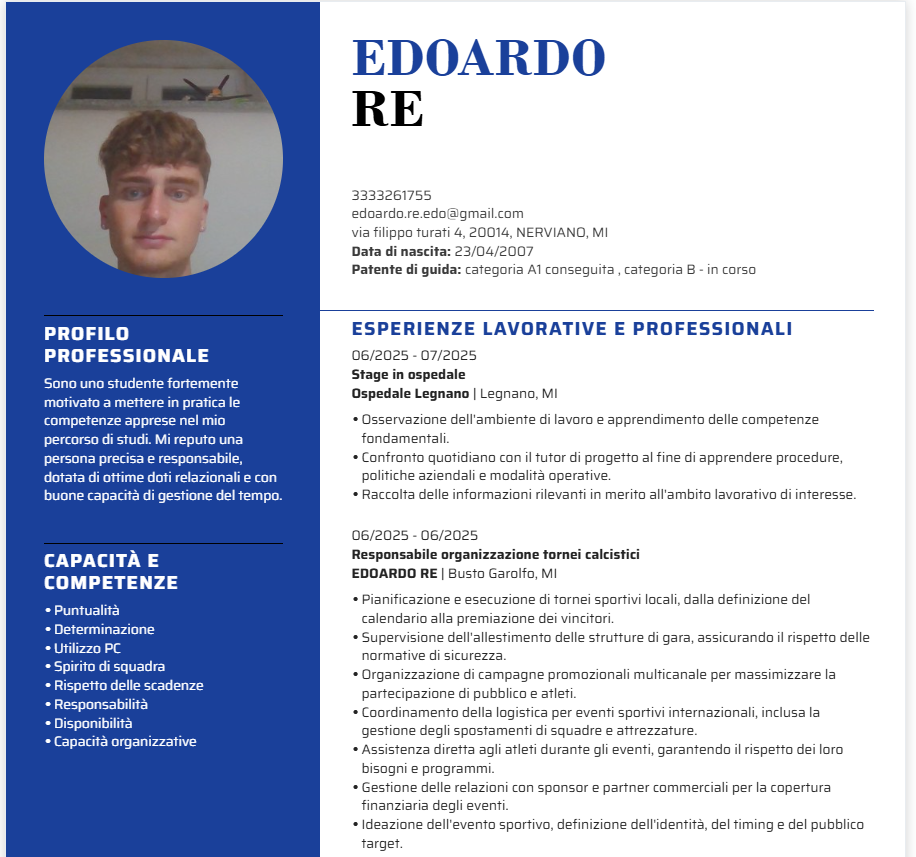 EDOARDO
RE
3333261755
edoardo.re.edo@gmail.com
via filippo turati 4, 20014, NERVIANO, MI
Data di nascita: 23/04/2007
Patente di guida: categoria A1 conseguita , categoria B - in corso
PROFILO
PROFESSIONALE
Sono uno studente fortemente
motivato a mettere in pratica le
competenze apprese nel mio
percorso di studi. Mi reputo una
persona precisa e responsabile,
dotata di ottime doti relazionali e con
buone capacità di gestione del tempo.
CAPACITÀ E
COMPETENZE
• Puntualità
• Determinazione
• Utilizzo PC
• Spirito di squadra
• Rispetto delle scadenze
• Responsabilità
• Disponibilità
• Capacità organizzative
ESPERIENZE LAVORATIVE E PROFESSIONALI
06/2025 - 07/2025
Stage in ospedale
Ospedale Legnano | Legnano, MI
• Osservazione dell'ambiente di lavoro e apprendimento delle competenze
fondamentali.
• Confronto quotidiano con il tutor di progetto al fine di apprendere procedure,
politiche aziendali e modalità operative.
• Raccolta delle informazioni rilevanti in merito all'ambito lavorativo di interesse.
06/2025 - 06/2025
Responsabile organizzazione tornei calcistici
EDOARDO RE | Busto Garolfo, MI
• Pianificazione e esecuzione di tornei sportivi locali, dalla definizione del
calendario alla premiazione dei vincitori.
• Supervisione dell'allestimento delle strutture di gara, assicurando il rispetto delle
normative di sicurezza.
• Organizzazione di campagne promozionali multicanale per massimizzare la
partecipazione di pubblico e atleti.
• Coordinamento della logistica per eventi sportivi internazionali, inclusa la
gestione degli spostamenti di squadre e attrezzature.
• Assistenza diretta agli atleti durante gli eventi, garantendo il rispetto dei loro
bisogni e programmi.
• Gestione delle relazioni con sponsor e partner commerciali per la copertura
finanziaria degli eventi.
• Ideazione dell'evento sportivo, definizione dell'identità, del timing e del pubblico
target.